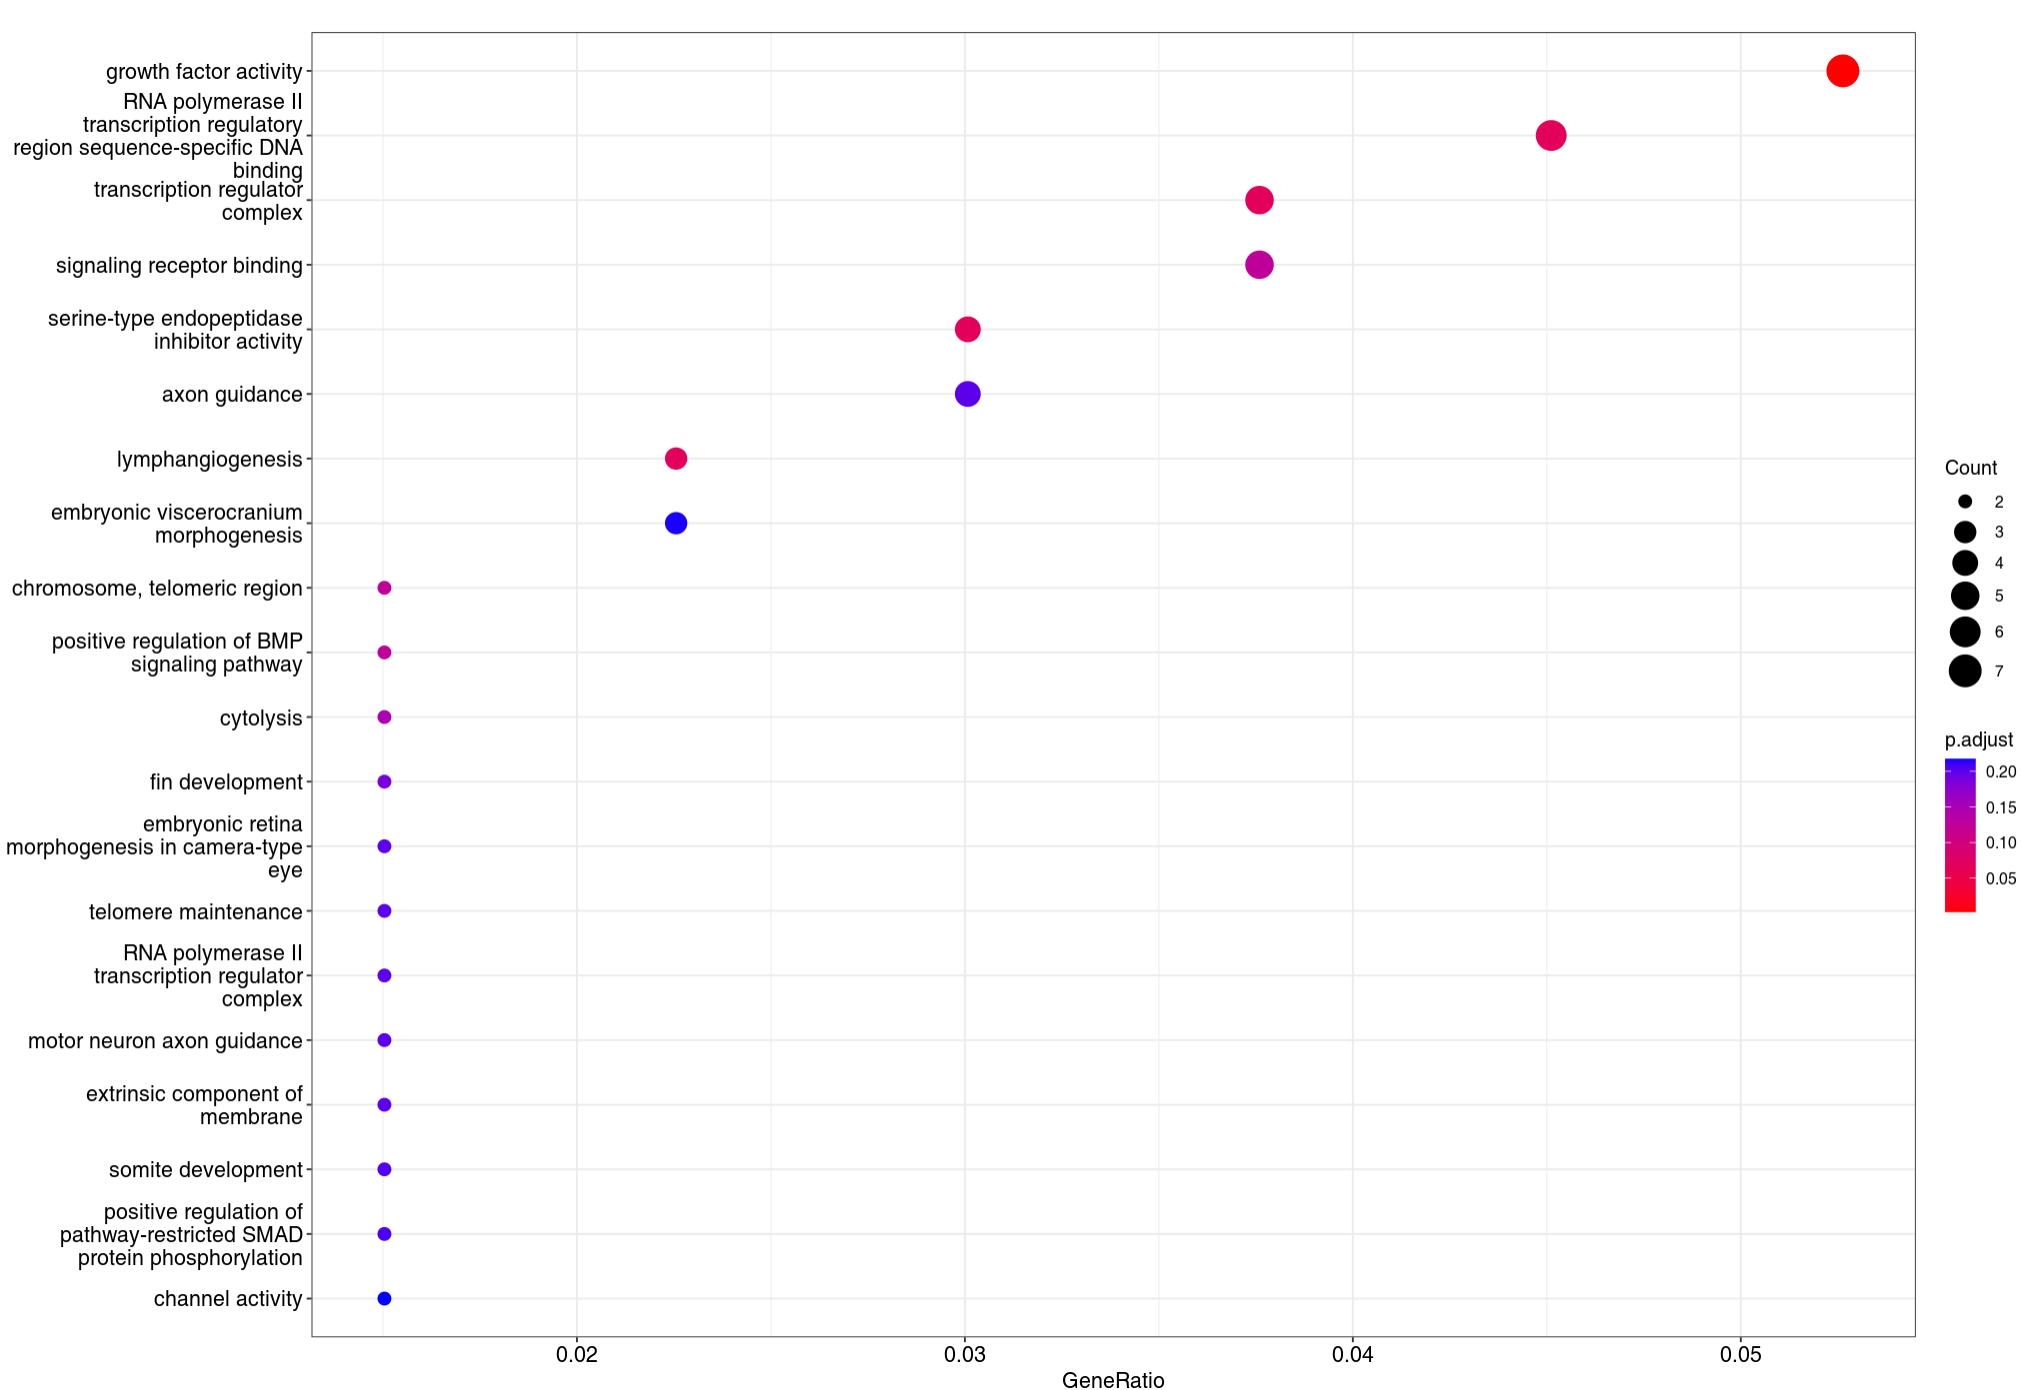 growth factor activity
RNA polymerase II
transcription regulatory
region sequence-specific DNA
binding
transcription regulator
complex
signaling receptor binding
serine-type endopeptidase
inhibitor activity
axon guidance
lymphangiogenesis
embryonic viscerocranium
morphogenesis
chromosome, telomeric region
positive regulation of BMP
signaling pathway
cytolysis
fin development
embryonic retina
morphogenesis in camera-type
eye
telomere maintenance
RNA polymerase II
transcription regulator
complex
motor neuron axon guidance
extrinsic component of
membrane
somite development
positive regulation of
pathway-restricted SMAD
protein phosphorylation
channel activity
0.02
0.03
0.04
0.05
GeneRatio
Count
2
3
4
5
6
7
p.adjust
0.20
0.15
0.10
0.05